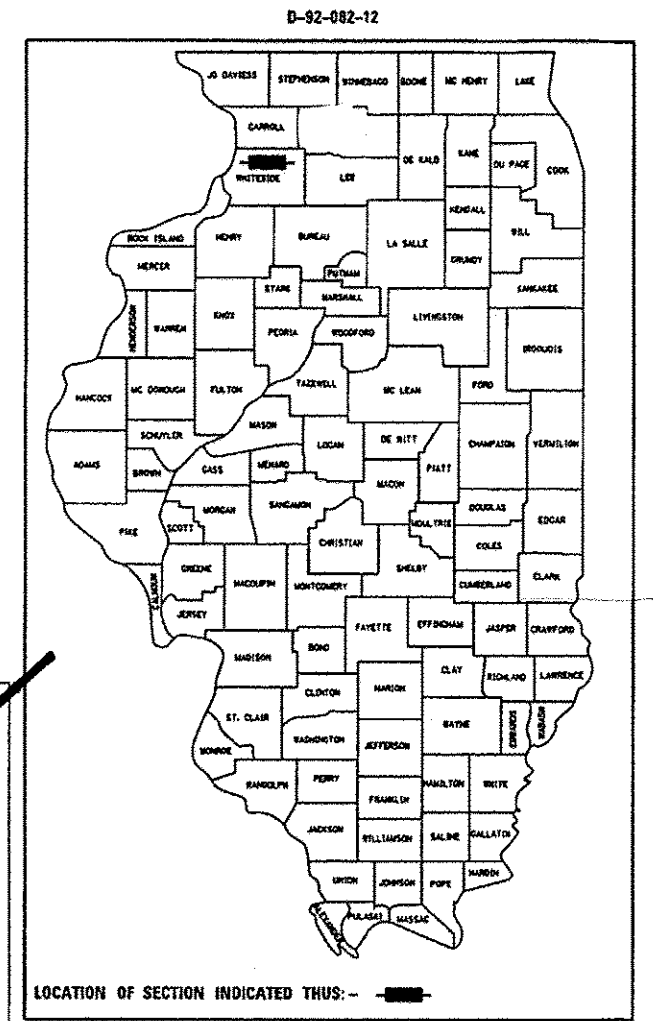 D-92-082-12
JO DAVIESS STEPHENSON WINNEBAGO BOONE MC HENRY LAKE
CARROLL
DE KALB KANE DU PAGE COOK
WHITESIDE LEE
KENDALL
ROCK ISLAND HENRY BUREAU LA SALLE WILL
MERCER PUTNAM GRUNDY
STARK MARSHALL KANKAKEE
HENDERSON WARREN KNOX PEORIA WOODFORD LIVINGSTON IROQUOIS
HANCOCK MC DONOUGH FULTON TAZEWELL MC LEAN FORD
MASON
SCHUYLER LOGAN DE WITT CHAMPAIGN VERMILION
ADAMS BROWN CASS MENARD MACON PIATT
MORGAN SANGAMON DOUGLAS
PIKE SCOTT CHRISTIAN MOULTRIE EDGAR
COLES
GREENE MACOUPIN MONTGOMERY SHELBY CUMBERLAND CLARK
CALHOUN JERSEY
FAYETTE EFFINGHAM JASPER CRAWFORD
MADISON BOND
CLAY RICHLAND LAWRENCE
CLINTON MARION
ST. CLAIR WAYNE EDWARDS WABASH
MONROE WASHINGTON JEFFERSON
RANDOLPH PERRY HAMILTON WHITE
FRANKLIN
JACKSON WILLIAMSON SALINE GALLATIN
UNION JOHNSON POPE HARDIN
ALEXANDER PULASKI MASSAC
LOCATION OF SECTION INDICATED THUS: -